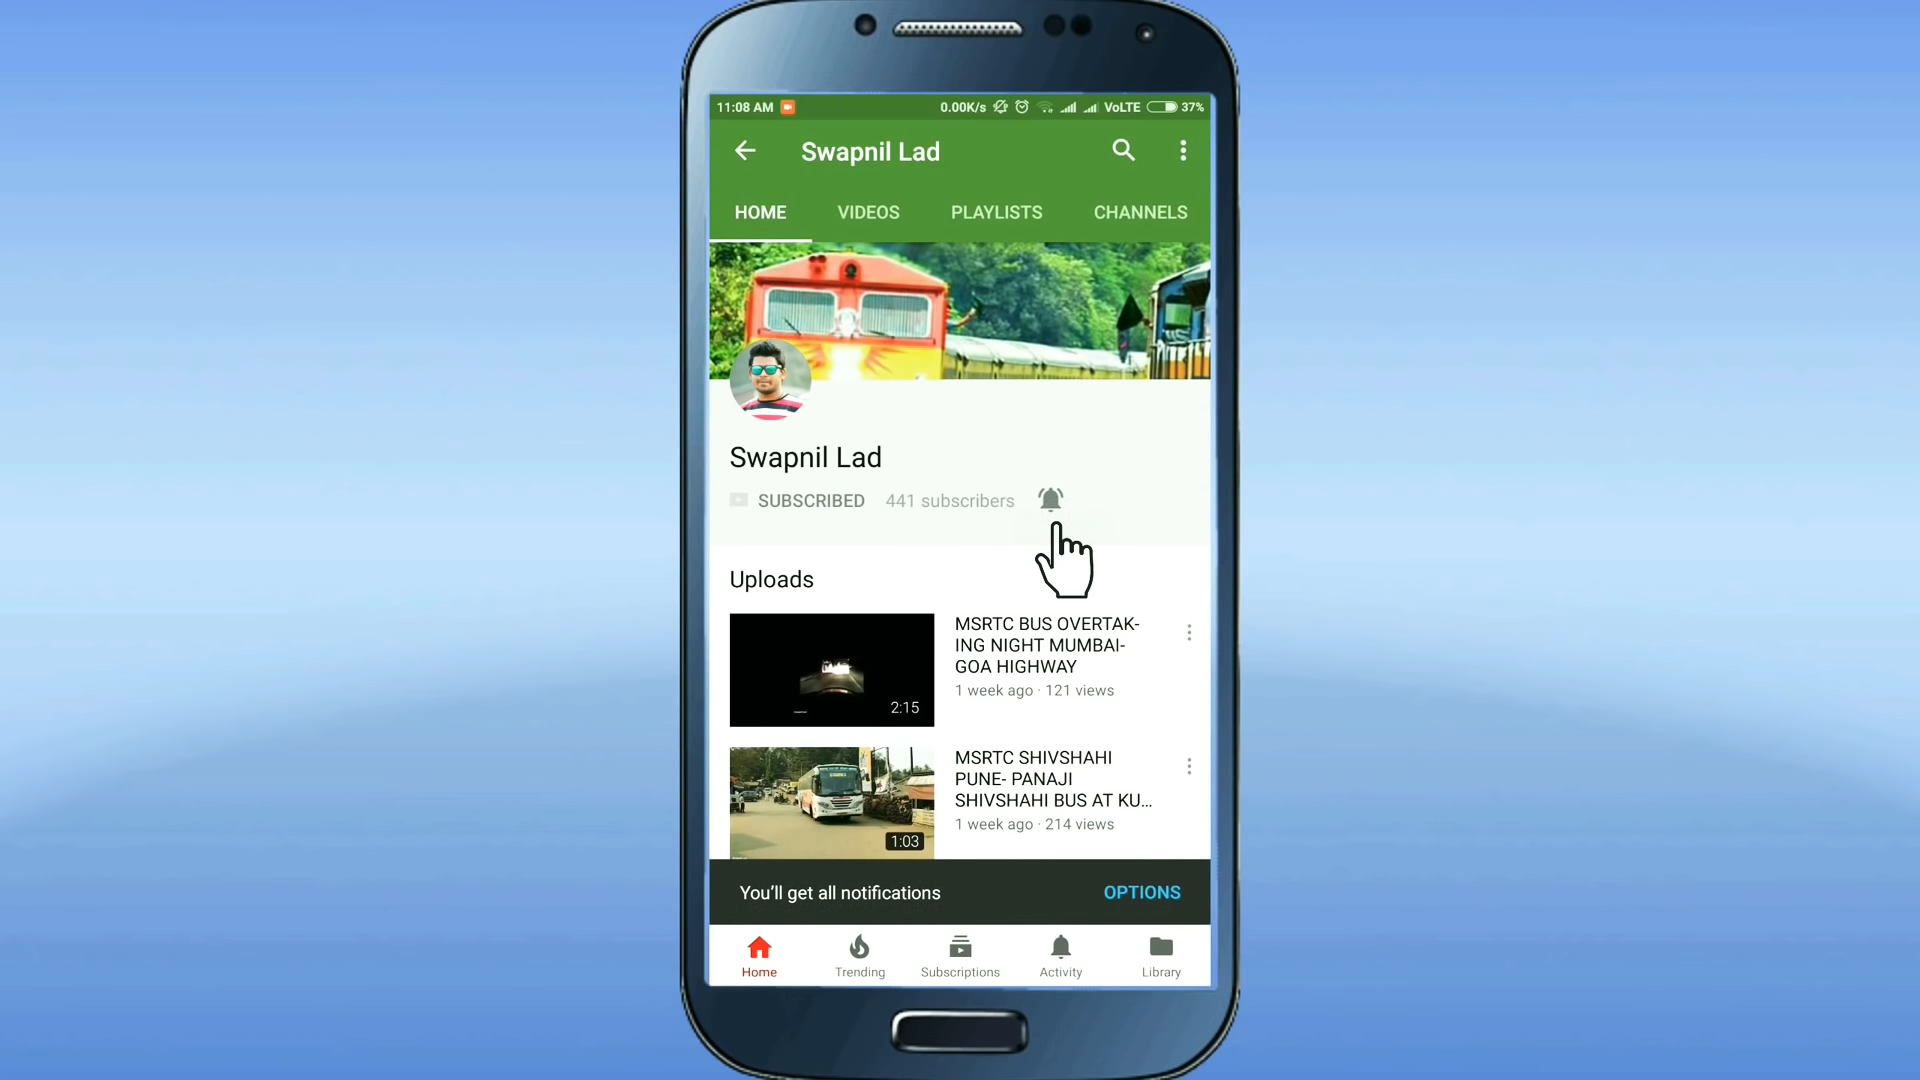 11:08 AM 0.00K/s VoLTE 37%
Swapnil Lad
HOME VIDEOS PLAYLISTS CHANNELS
Swapnil Lad
SUBSCRIBED 441 subscribers
Uploads
MSRTC BUS OVERTAK-
ING NIGHT MUMBAI-
GOA HIGHWAY
1 week ago · 121 views
2:15
MSRTC SHIVSHAHI
PUNE- PANAJI
SHIVSHAHI BUS AT KU...
1 week ago · 214 views
1:03
You'll get all notifications OPTIONS
Home Trending Subscriptions Activity Library